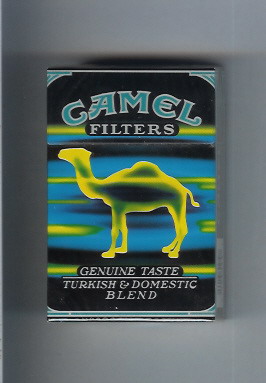 CAMEL
FILTERS
GENUINE TASTE
TURKISH & DOMESTIC
BLEND